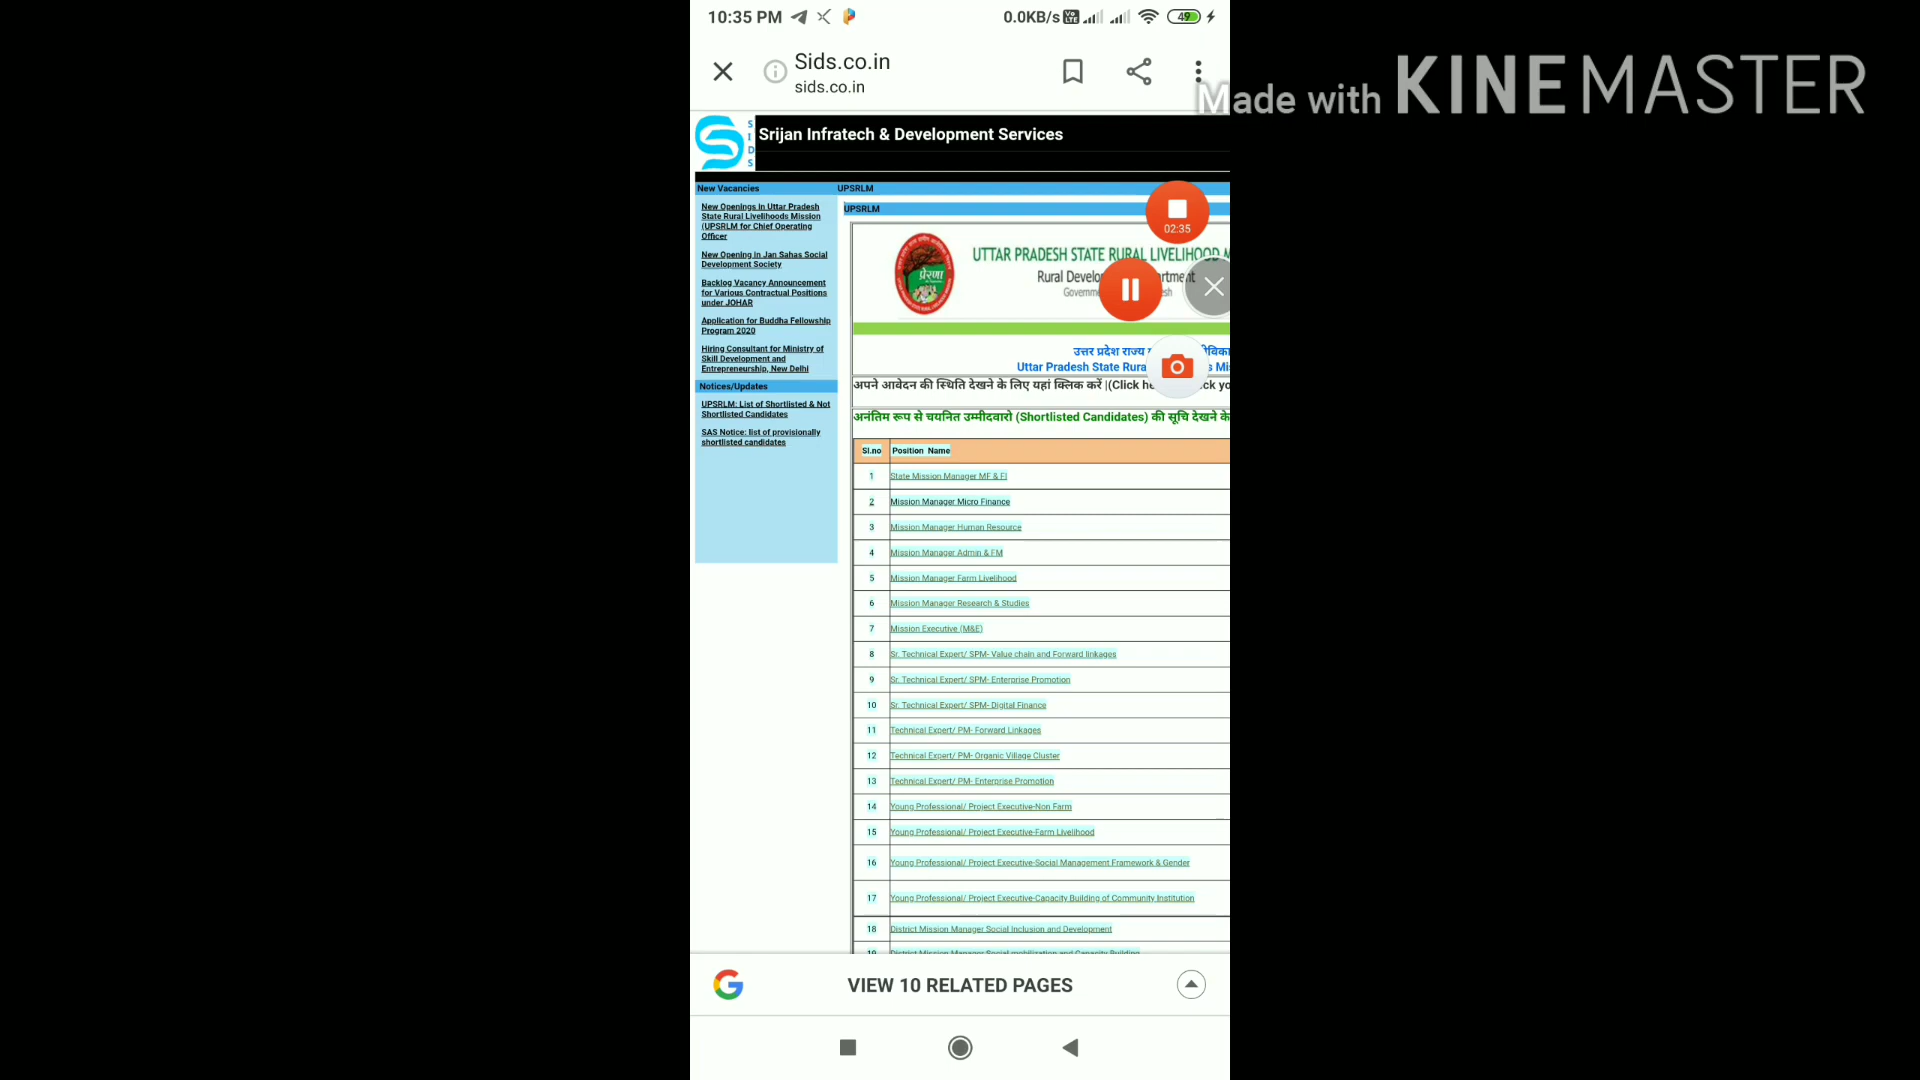 10:35 PM
0.0KB/s
Vo
LTE
49
Sids.co.in
sids.co.in
Made with KINEMASTER
S
I
D
S
Srijan Infratech & Development Services
New Vacancies
UPSRLM
New Openings in Uttar Pradesh
State Rural Livelihoods Mission
(UPSRLM for Chief Operating
Officer
New Opening in Jan Sahas Social
Development Society
Backlog Vacancy Announcement
for Various Contractual Positions
under JOHAR
Application for Buddha Fellowship
Program 2020
Hiring Consultant for Ministry of
Skill Development and
Entrepreneurship, New Delhi
Notices/Updates
UPSRLM: List of Shortlisted & Not
Shortlisted Candidates
SAS Notice: list of provisionally
shortlisted candidates
UPSRLM
02:35
प्रेरणा
UTTAR PRADESH STATE RURAL LIVELIHOOD M
Rural
उत्तर प्रदेश राज्य
Uttar Pradesh State
अपने आवेदन की स्थिति देखने के लिए यहां क्लिक करें |(Click
अनंतिम रूप से चयनित उम्मीदवारो (Shortlisted Candidates) की सूचि देखने के
Sl.no Position Name
1 State Mission Manager MF & FI
2 Mission Manager Micro Finance
3 Mission Manager Human Resource
4 Mission Manager Admin & FM
5 Mission Manager Farm Livelihood
6 Mission Manager Research & Studies
7 Mission Executive (M&E)
8 Sr. Technical Expert/ SPM- Value chain and Forward linkages
9 Sr. Technical Expert/ SPM- Enterprise Promotion
10 Sr. Technical Expert/ SPM- Digital Finance
11 Technical Expert/ PM- Forward Linkages
12 Technical Expert/ PM- Organic Village Cluster
13 Technical Expert/ PM- Enterprise Promotion
14 Young Professional/ Project Executive-Non Farm
15 Young Professional/ Project Executive-Farm Livelihood
16 Young Professional/ Project Executive-Social Management Framework & Gender
17 Young Professional/ Project Executive-Capacity Building of Community Institution
18 District Mission Manager Social Inclusion and Development
19 District Mission Manager Social mobilization and Capacity Building
VIEW 10 RELATED PAGES